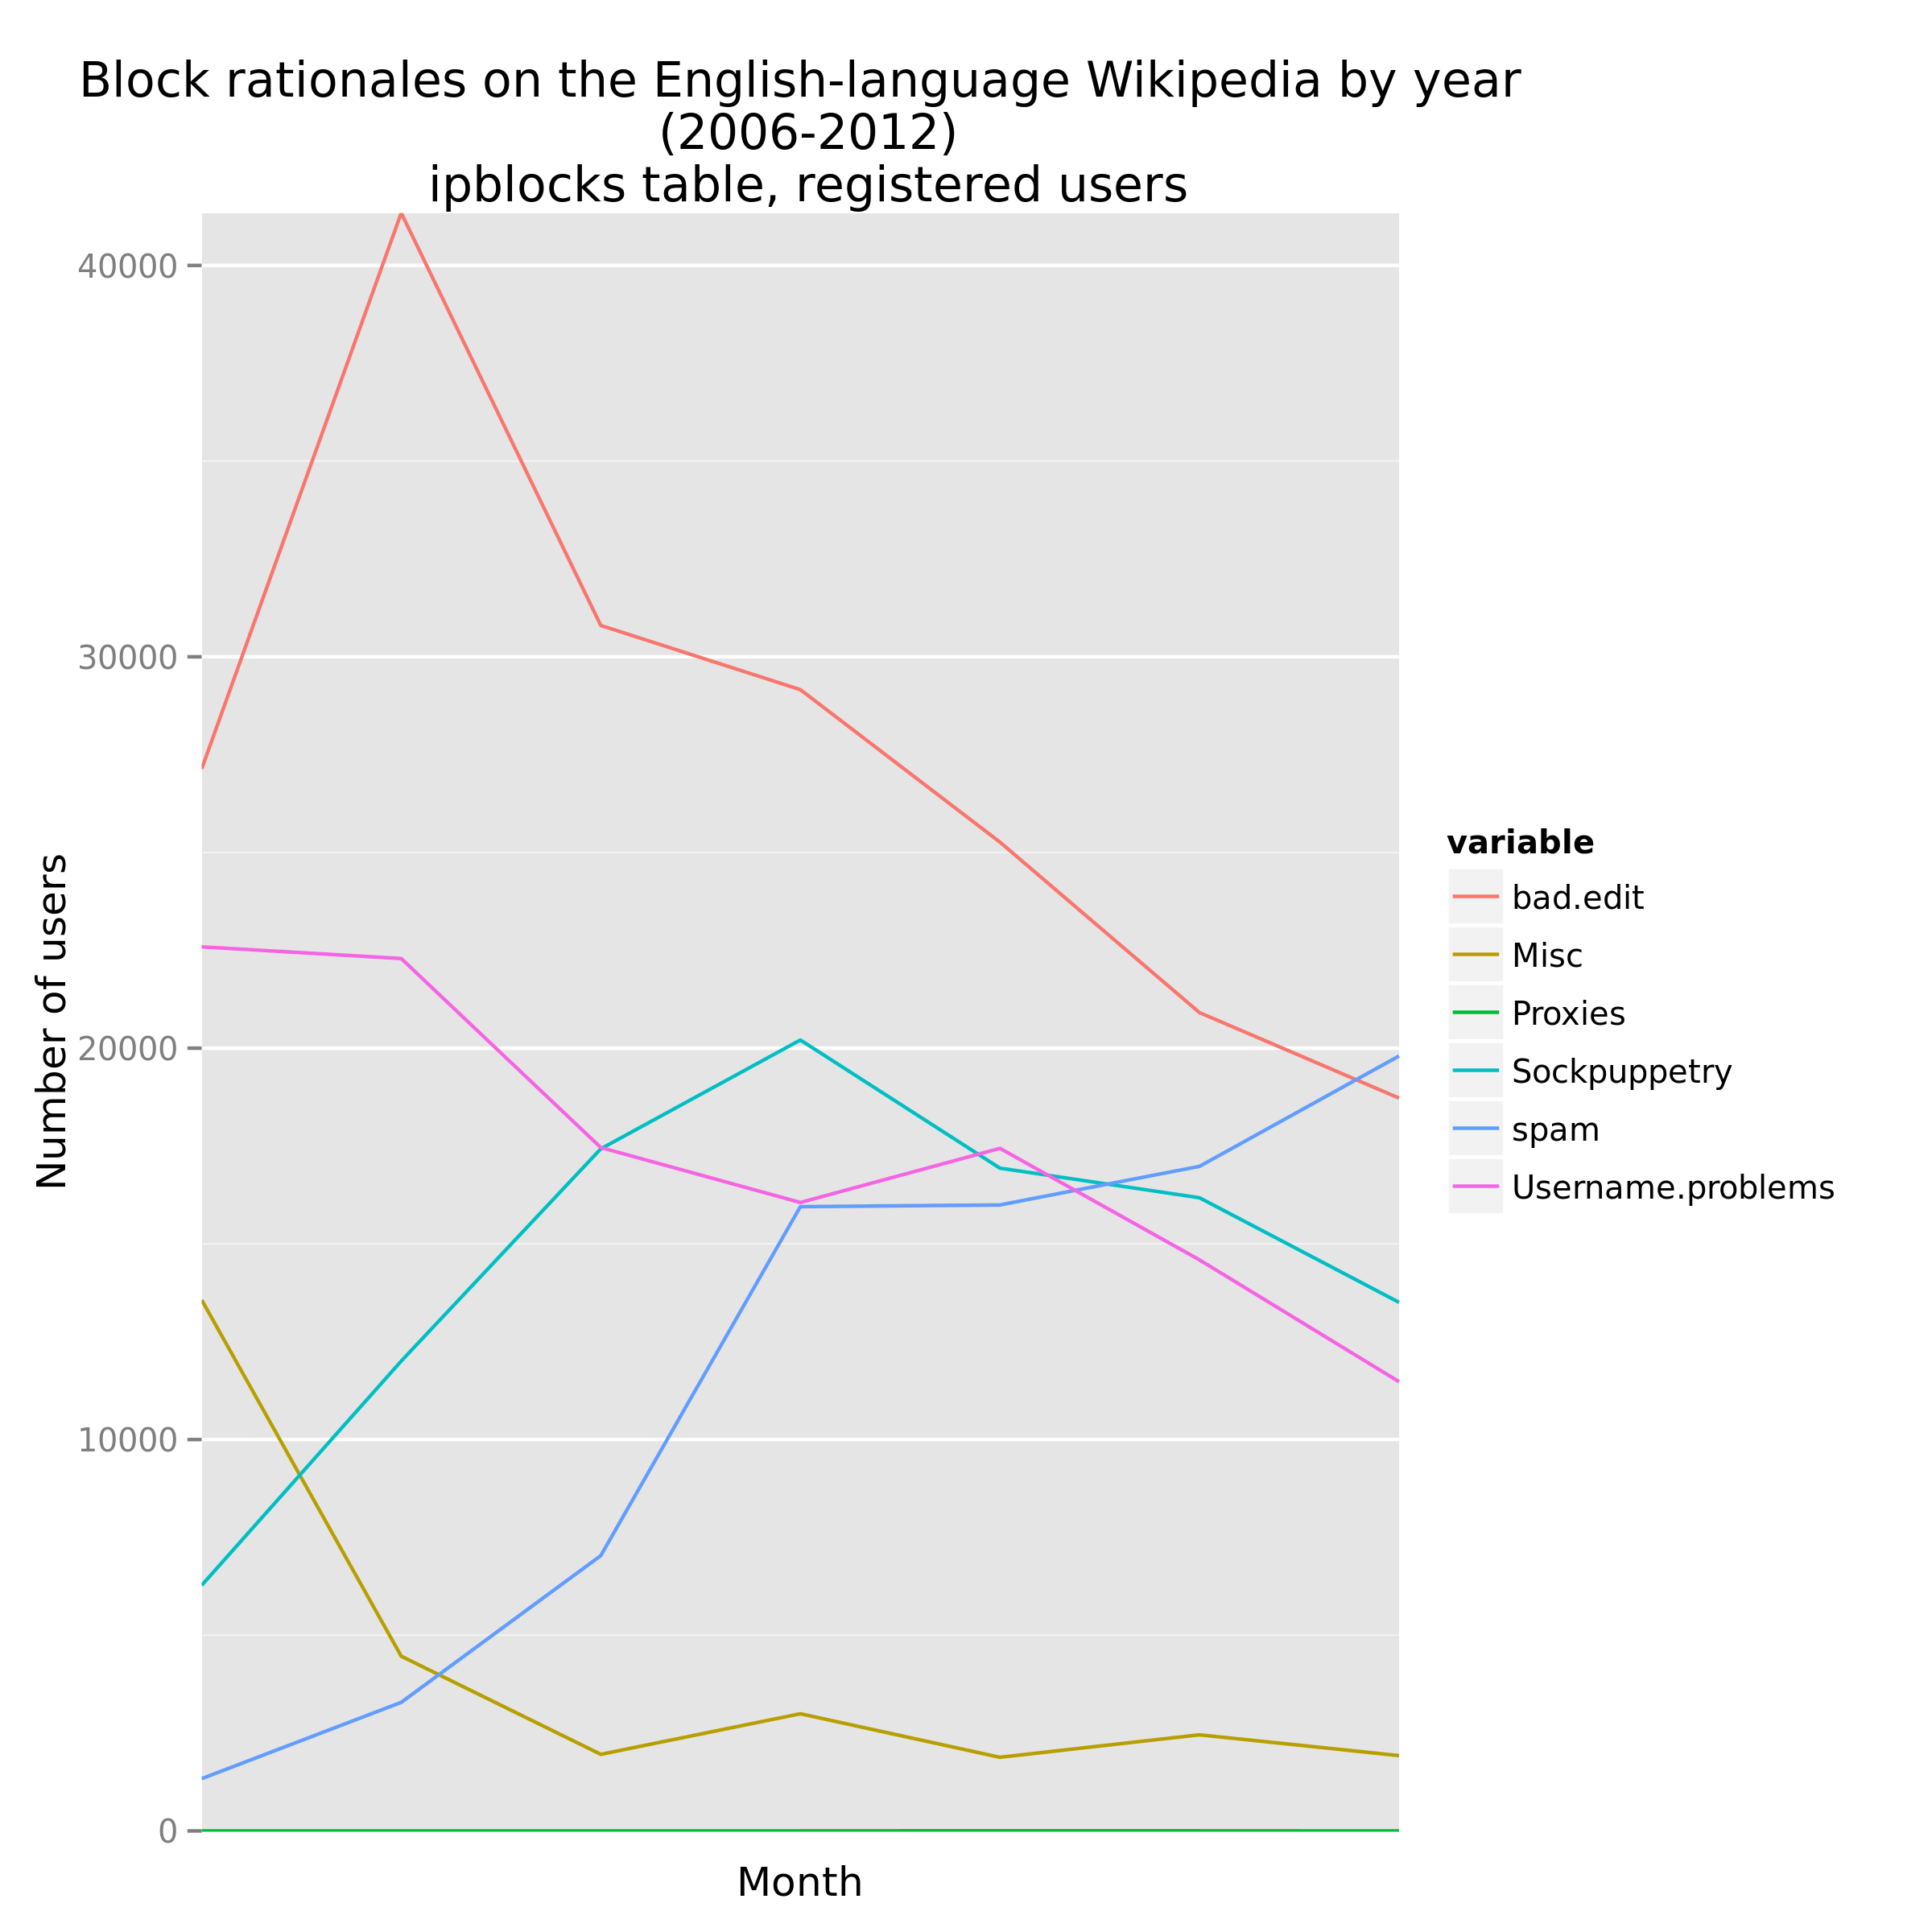 Block rationales on the English-language Wikipedia by year
(2006-2012)
ipblocks table, registered users
40000
30000
20000
10000
0
Number of users
Month
variable
bad.edit
Misc
Proxies
Sockpuppetry
spam
Username.problems